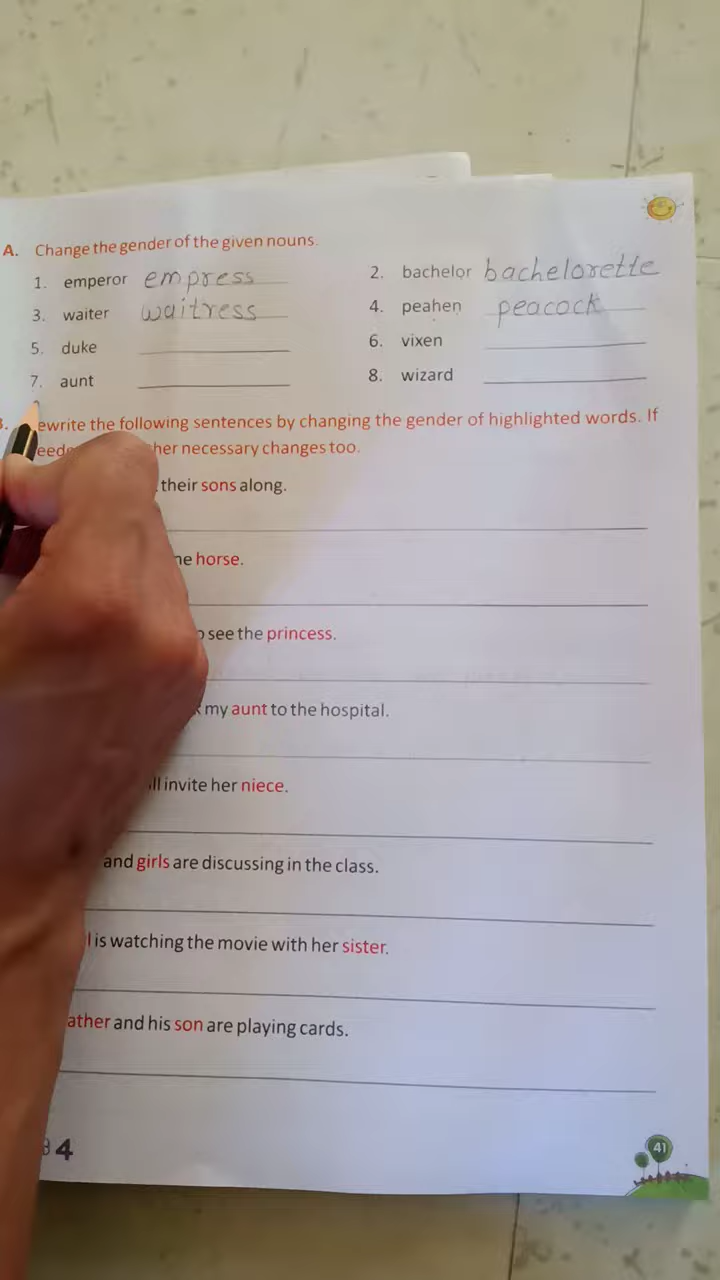 A. Change the gender of the given nouns.
1. emperor empress
2. bachelor bachelorette
3. waiter waitress
4. peahen peacock
5. duke
6. vixen
7. aunt
8. wizard
ewrite the following sentences by changing the gender of highlighted words. If
her necessary changes too.
their sons along.
horse.
see the princess.
my aunt to the hospital.
invite her niece.
and girls are discussing in the class.
is watching the movie with her sister.
ather and his son are playing cards.
4
41